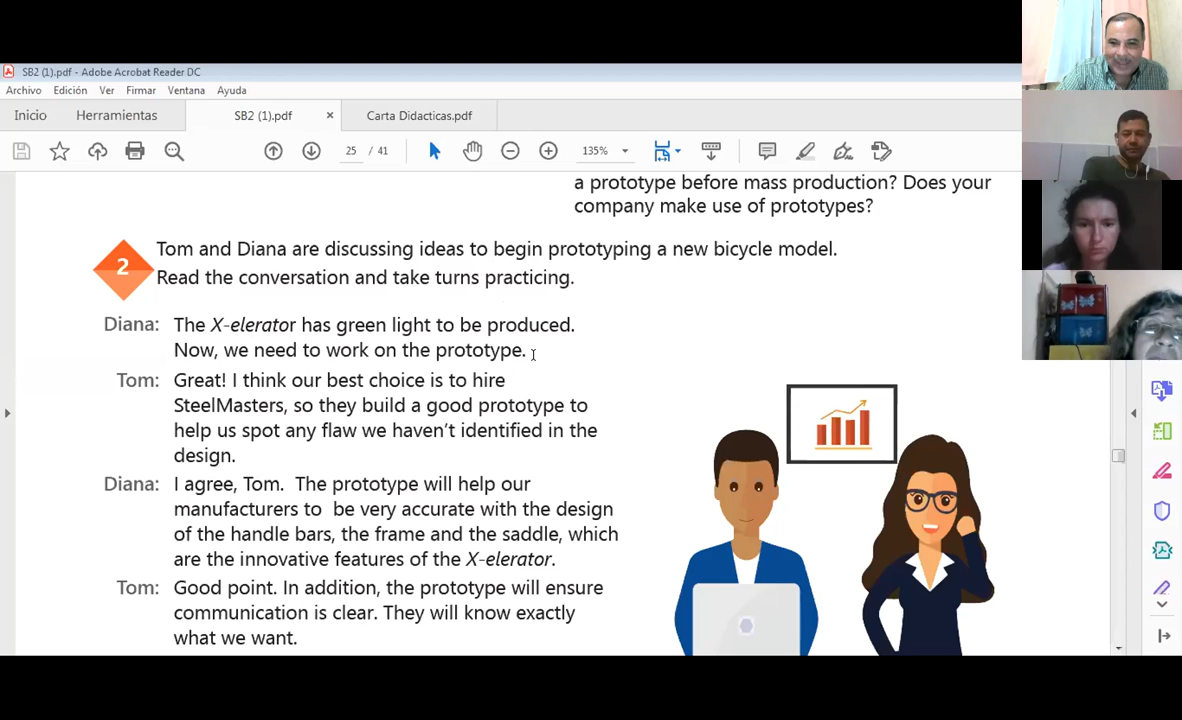 SB2 (1).pdf - Adobe Acrobat Reader DC
Archivo Edición Ver Firmar Ventana Ayuda
Inicio Herramientas SB2 (1).pdf × Carta Didacticas.pdf
25 / 41 135%
a prototype before mass production? Does your
company make use of prototypes?
2
Tom and Diana are discussing ideas to begin prototyping a new bicycle model.
Read the conversation and take turns practicing.
Diana: The X-elerator has green light to be produced.
Now, we need to work on the prototype.
Tom: Great! I think our best choice is to hire
SteelMasters, so they build a good prototype to
help us spot any flaw we haven't identified in the
design.
Diana: I agree, Tom. The prototype will help our
manufacturers to be very accurate with the design
of the handle bars, the frame and the saddle, which
are the innovative features of the X-elerator.
Tom: Good point. In addition, the prototype will ensure
communication is clear. They will know exactly
what we want.